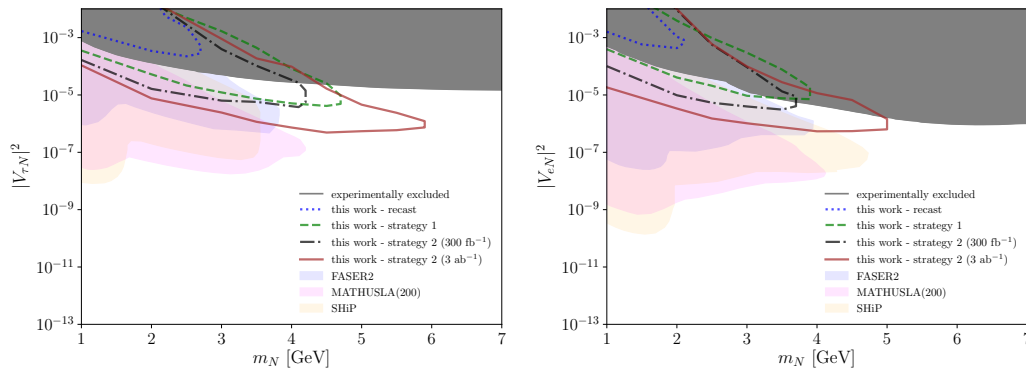 10⁻³
10⁻⁵
10⁻⁷
10⁻⁹
10⁻¹¹
10⁻¹³
|V_{τN}|²
experimentally excluded
this work - recast
this work - strategy 1
this work - strategy 2 (300 fb⁻¹)
this work - strategy 2 (3 ab⁻¹)
FASER2
MATHUSLA(200)
SHiP
1 2 3 4 5 6 7
m_N [GeV]
10⁻³
10⁻⁵
10⁻⁷
10⁻⁹
10⁻¹¹
10⁻¹³
|V_{eN}|²
experimentally excluded
this work - recast
this work - strategy 1
this work - strategy 2 (300 fb⁻¹)
this work - strategy 2 (3 ab⁻¹)
FASER2
MATHUSLA(200)
SHiP
1 2 3 4 5 6 7
m_N [GeV]